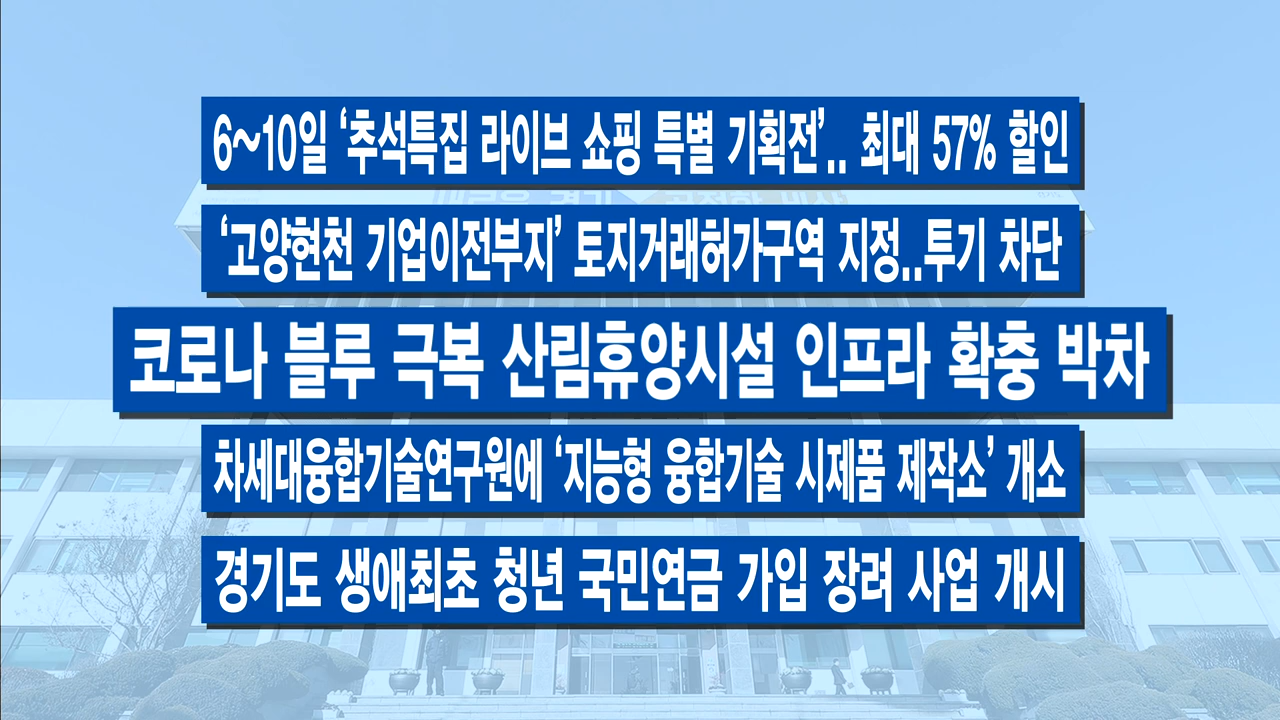 6~10일 ‘추석특집 라이브 쇼핑 특별 기획전’.. 최대 57% 할인
‘고양현천 기업이전부지’ 토지거래허가구역 지정..투기 차단
코로나 블루 극복 산림휴양시설 인프라 확충 박차
차세대융합기술연구원에 ‘지능형 융합기술 시제품 제작소’ 개소
경기도 생애최초 청년 국민연금 가입 장려 사업 개시